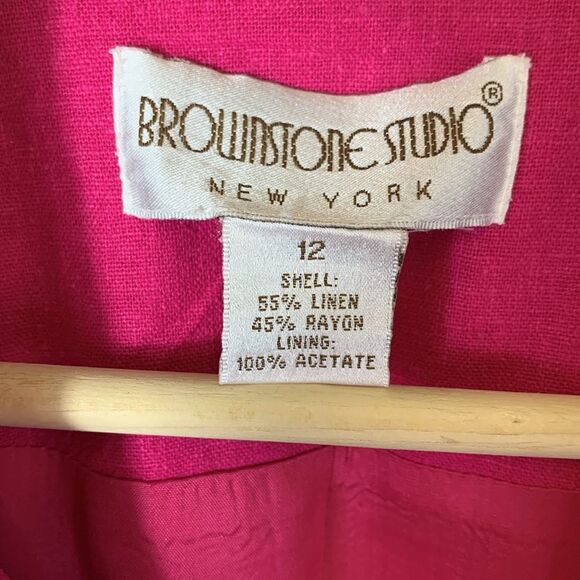 BROWNSTONE STUDIO®
NEW YORK
12
SHELL:
55% LINEN
45% RAYON
LINING:
100% ACETATE